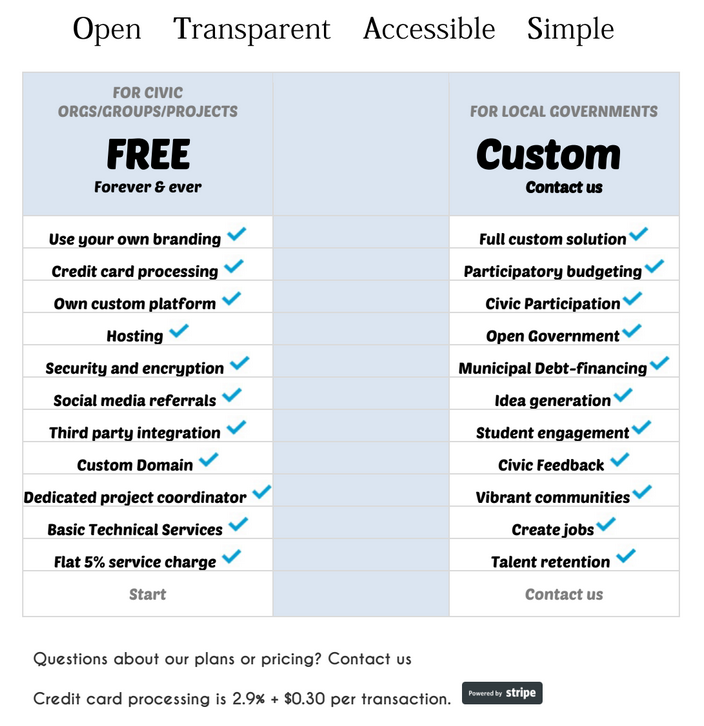 Open Transparent Accessible Simple
FOR CIVIC
ORGS/GROUPS/PROJECTS
FREE
Forever & ever
FOR LOCAL GOVERNMENTS
Custom
Contact us
Use your own branding
Full custom solution
Credit card processing
Participatory budgeting
Own custom platform
Civic Participation
Hosting
Open Government
Security and encryption
Municipal Debt-financing
Social media referrals
Idea generation
Third party integration
Student engagement
Custom Domain
Civic Feedback
Dedicated project coordinator
Vibrant communities
Basic Technical Services
Create jobs
Flat 5% service charge
Talent retention
Start
Contact us
Questions about our plans or pricing? Contact us
Credit card processing is 2.9% + $0.30 per transaction.
Powered by stripe